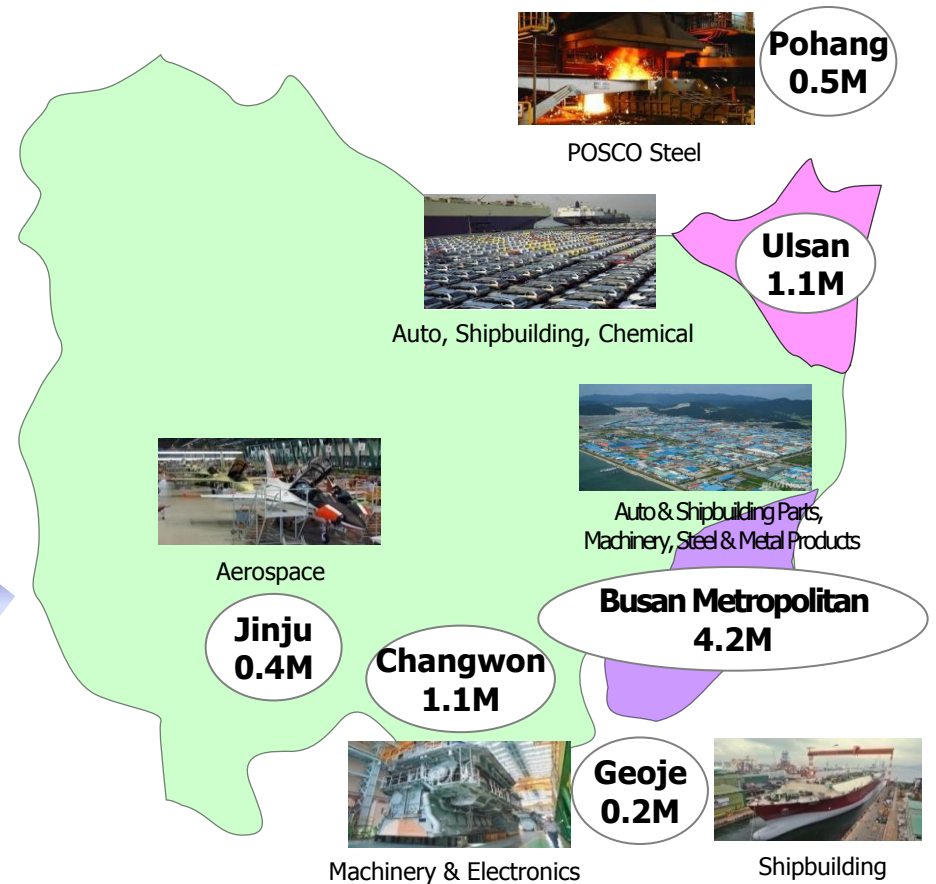 Pohang
0.5M
POSCO Steel
Ulsan
1.1M
Auto, Shipbuilding, Chemical
Auto & Shipbuilding Parts,
Machinery, Steel & Metal Products
Aerospace
Busan Metropolitan
4.2M
Jinju
0.4M
Changwon
1.1M
Geoje
0.2M
Machinery & Electronics
Shipbuilding